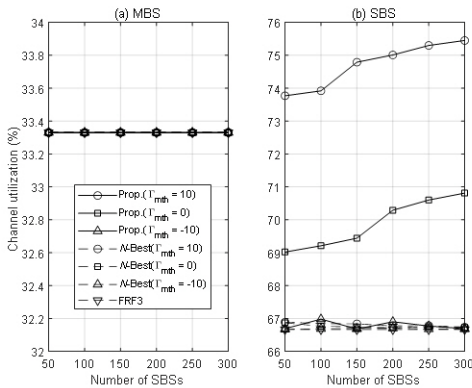 (a) MBS
(b) SBS
34
33.8
33.6
33.4
33.2
33
32.8
32.6
32.4
32.2
32
Channel utilization (%)
50 100 150 200 250 300
Number of SBSs
Prop.(Γmth = 10)
Prop.(Γmth = 0)
Prop.(Γmth = -10)
N-Best(Γmth = 10)
N-Best(Γmth = 0)
N-Best(Γmth = -10)
FRF3
76
75
74
73
72
71
70
69
68
67
66
50 100 150 200 250 300
Number of SBSs